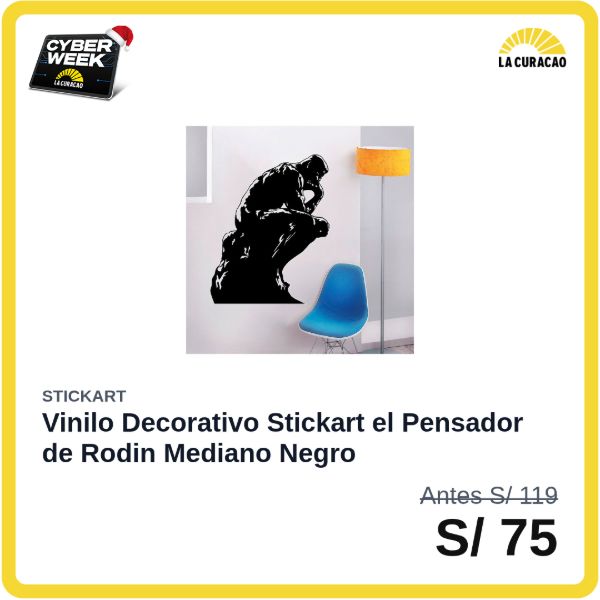 CYBER
WEEK
LA CURACAO
LA CURACAO
STICKART
Vinilo Decorativo Stickart el Pensador
de Rodin Mediano Negro
Antes S/ 119
S/ 75